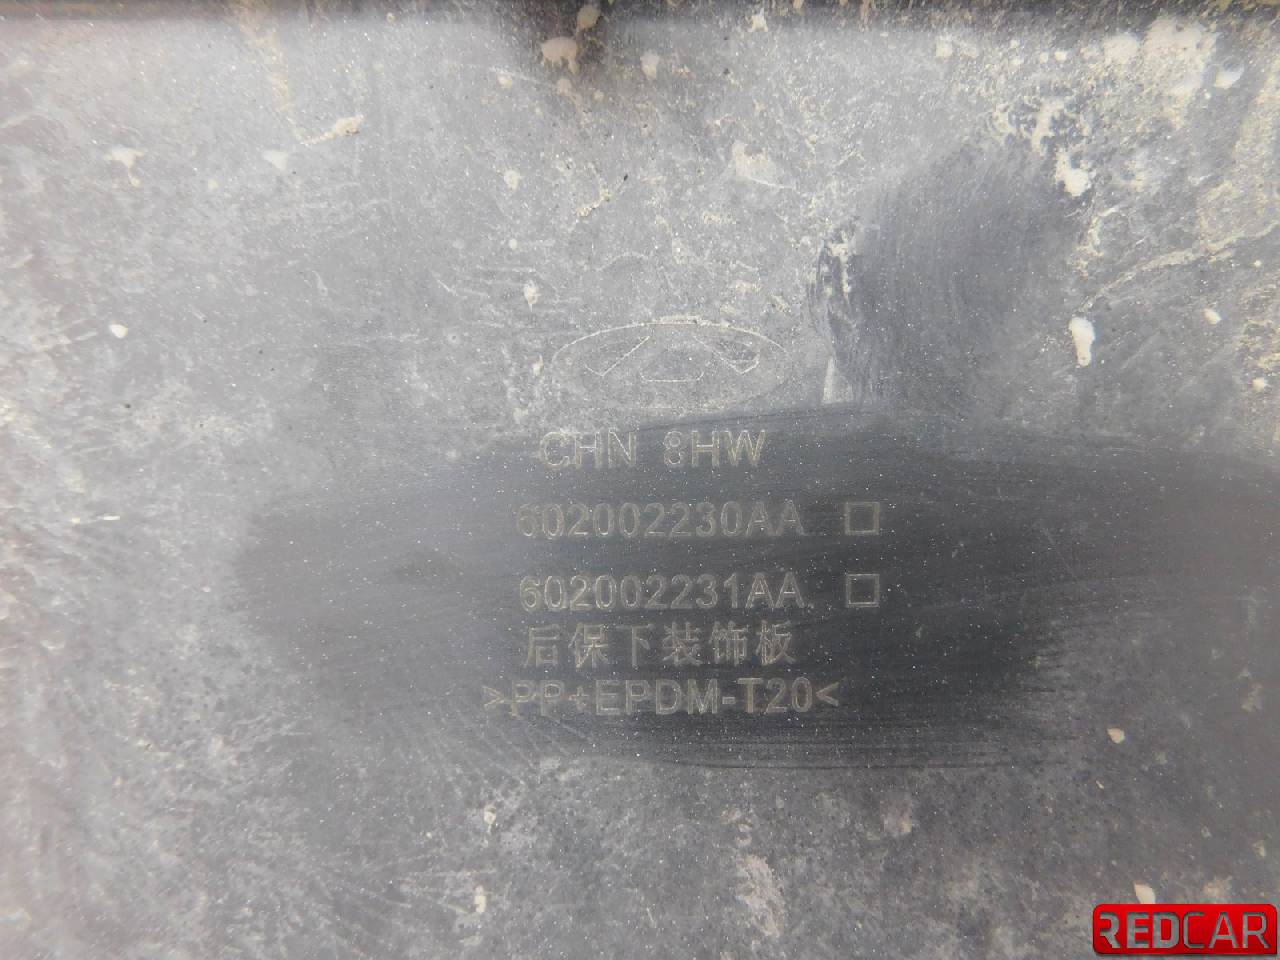 CHN 8HW
602002230AA □
602002231AA □
后保下装饰板
>PP+EPDM-T20<
REDCAR